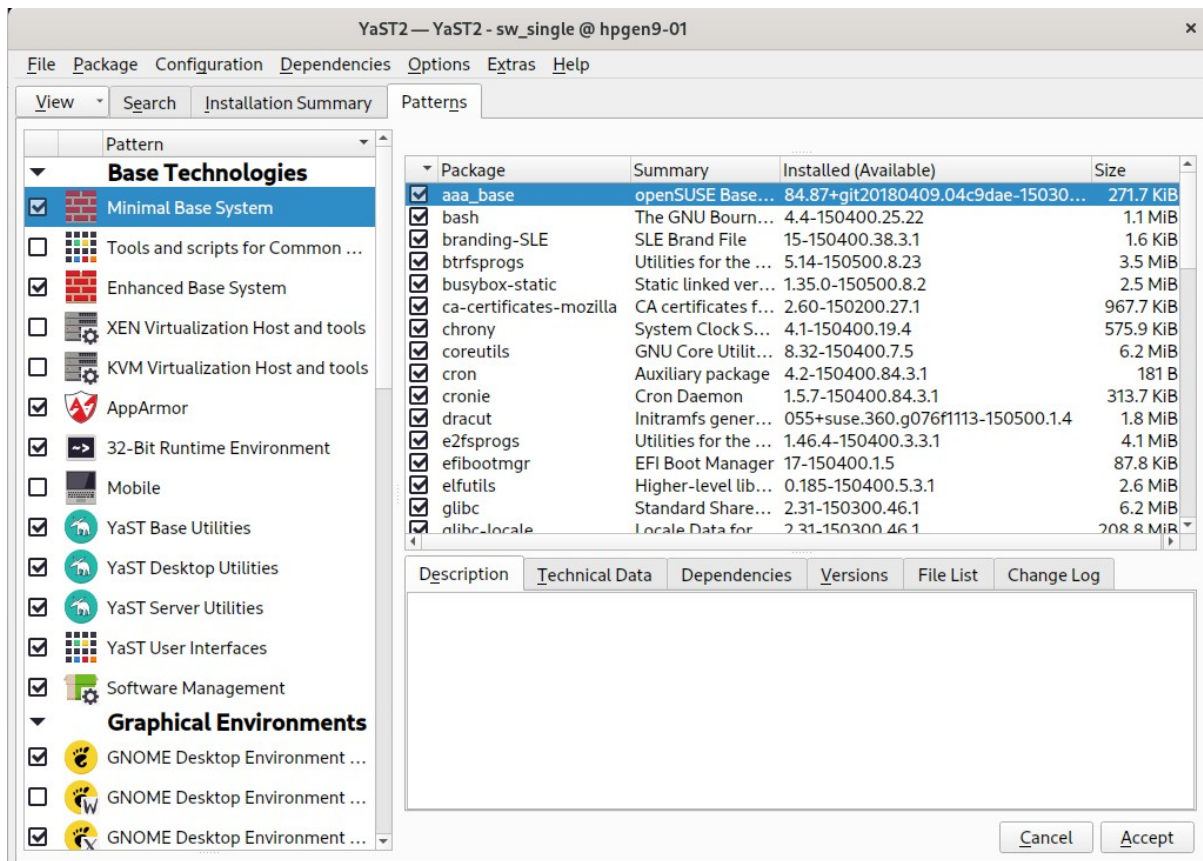 YaST2 — YaST2 - sw_single @ hpgen9-01 ×
File Package Configuration Dependencies Options Extras Help
View Search Installation Summary Patterns
Pattern
Base Technologies
Minimal Base System
Tools and scripts for Common ...
Enhanced Base System
XEN Virtualization Host and tools
KVM Virtualization Host and tools
AppArmor
32-Bit Runtime Environment
Mobile
YaST Base Utilities
YaST Desktop Utilities
YaST Server Utilities
YaST User Interfaces
Software Management
Graphical Environments
GNOME Desktop Environment ...
GNOME Desktop Environment ...
GNOME Desktop Environment ...
Package Summary Installed (Available) Size
aaa_base openSUSE Base... 84.87+git20180409.04c9dae-15030... 271.7 KiB
bash The GNU Bourn... 4.4-150400.25.22 1.1 MiB
branding-SLE SLE Brand File 15-150400.38.3.1 1.6 KiB
btrfsprogs Utilities for the ... 5.14-150500.8.23 3.5 MiB
busybox-static Static linked ver... 1.35.0-150500.8.2 2.5 MiB
ca-certificates-mozilla CA certificates f... 2.60-150200.27.1 967.7 KiB
chrony System Clock S... 4.1-150400.19.4 575.9 KiB
coreutils GNU Core Utilit... 8.32-150400.7.5 6.2 MiB
cron Auxiliary package 4.2-150400.84.3.1 181 B
cronie Cron Daemon 1.5.7-150400.84.3.1 313.7 KiB
dracut Initramfs gener... 055+suse.360.g076f1113-150500.1.4 1.8 MiB
e2fsprogs Utilities for the ... 1.46.4-150400.3.3.1 4.1 MiB
efibootmgr EFI Boot Manager 17-150400.1.5 87.8 KiB
elfutils Higher-level lib... 0.185-150400.5.3.1 2.6 MiB
glibc Standard Share... 2.31-150300.46.1 6.2 MiB
glibc-locale Locale Data for 2.31-150300.46.1 208.8 MiB
Description Technical Data Dependencies Versions File List Change Log
Cancel Accept